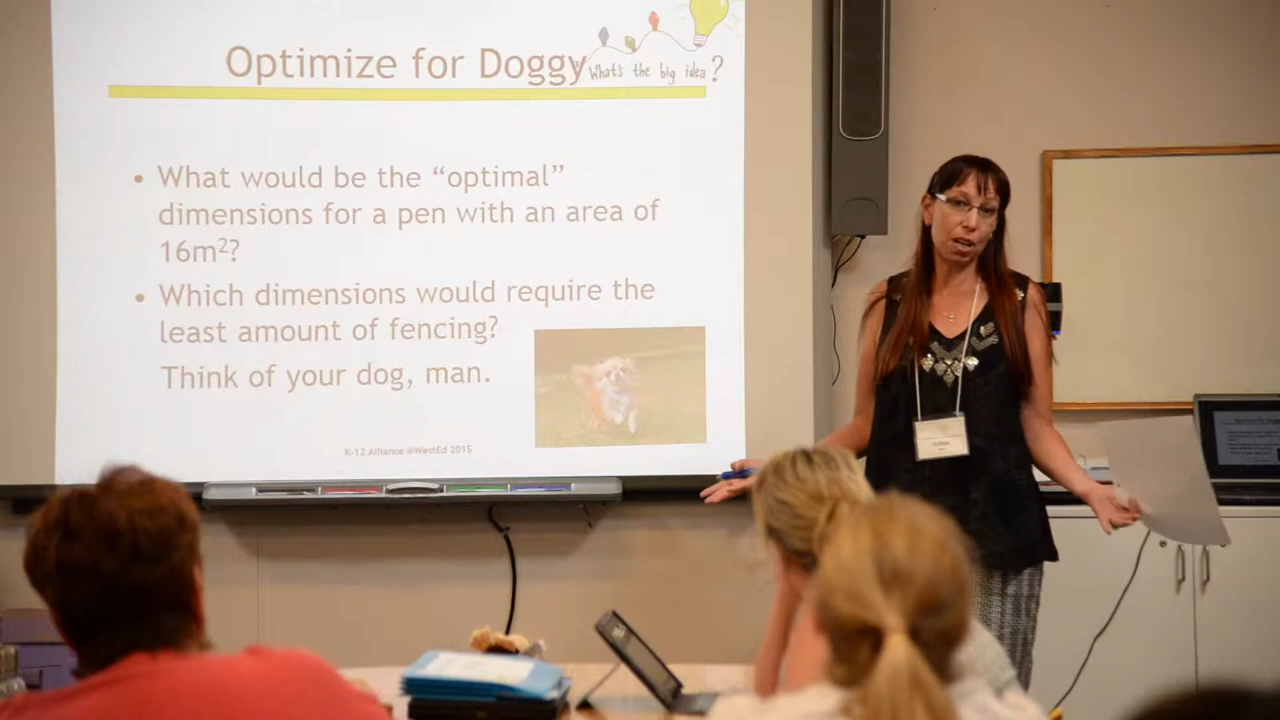 Optimize for Doggy
What's the big idea?
• What would be the “optimal”
dimensions for a pen with an area of
16m²?
• Which dimensions would require the
least amount of fencing?
Think of your dog, man.
K-12 Alliance @WestEd 2015